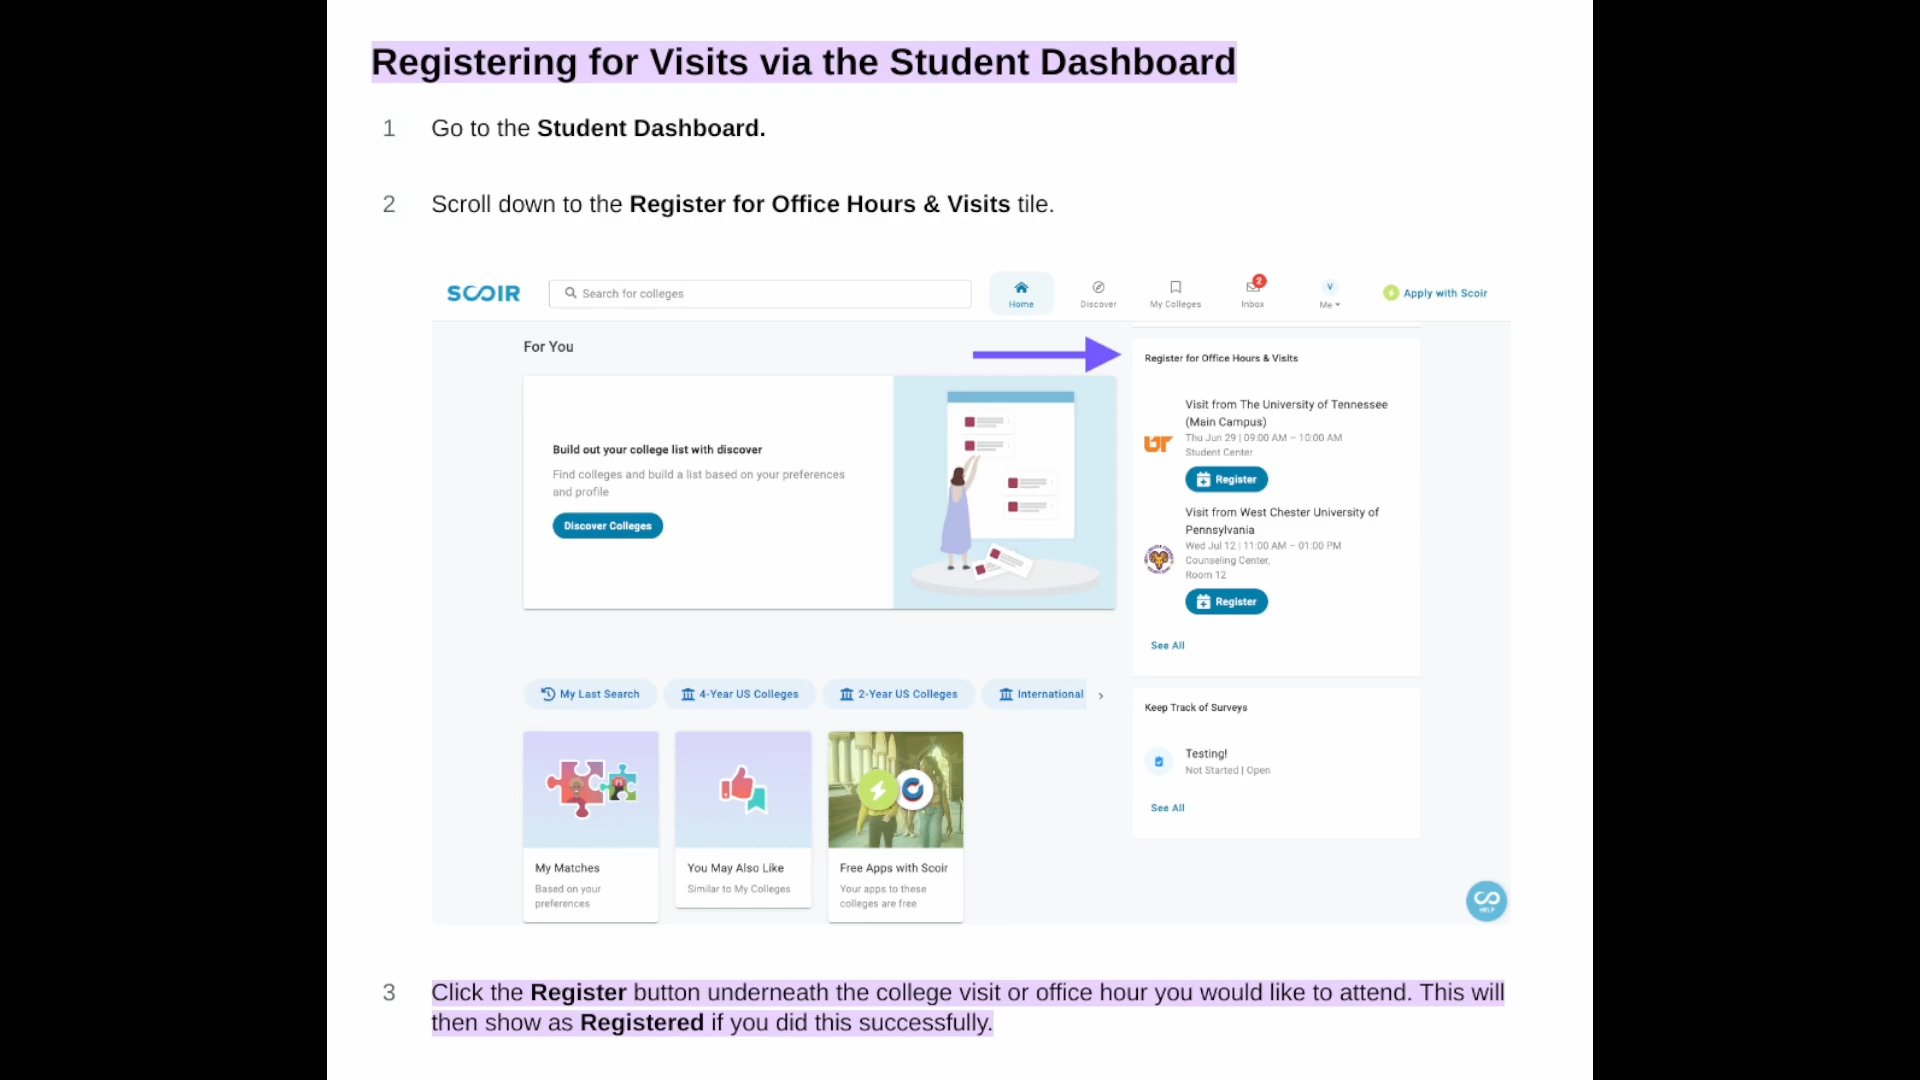 Registering for Visits via the Student Dashboard
1 Go to the Student Dashboard.
2 Scroll down to the Register for Office Hours & Visits tile.
SCOIR
Search for colleges
Home
Discover
My Colleges
2
Inbox
V
Me
Apply with Scoir
For You
Build out your college list with discover
Find colleges and build a list based on your preferences
and profile
Discover Colleges
Register for Office Hours & Visits
Visit from The University of Tennessee
(Main Campus)
Thu Jun 29 | 09:00 AM – 10:00 AM
Student Center
Register
Visit from West Chester University of
Pennsylvania
Wed Jul 12 | 11:00 AM – 01:00 PM
Counseling Center,
Room 12
Register
See All
My Last Search
4-Year US Colleges
2-Year US Colleges
International
Keep Track of Surveys
Testing!
Not Started | Open
See All
My Matches
Based on your
preferences
You May Also Like
Similar to My Colleges
Free Apps with Scoir
Your apps to these
colleges are free
HELP
3 Click the Register button underneath the college visit or office hour you would like to attend. This will
then show as Registered if you did this successfully.